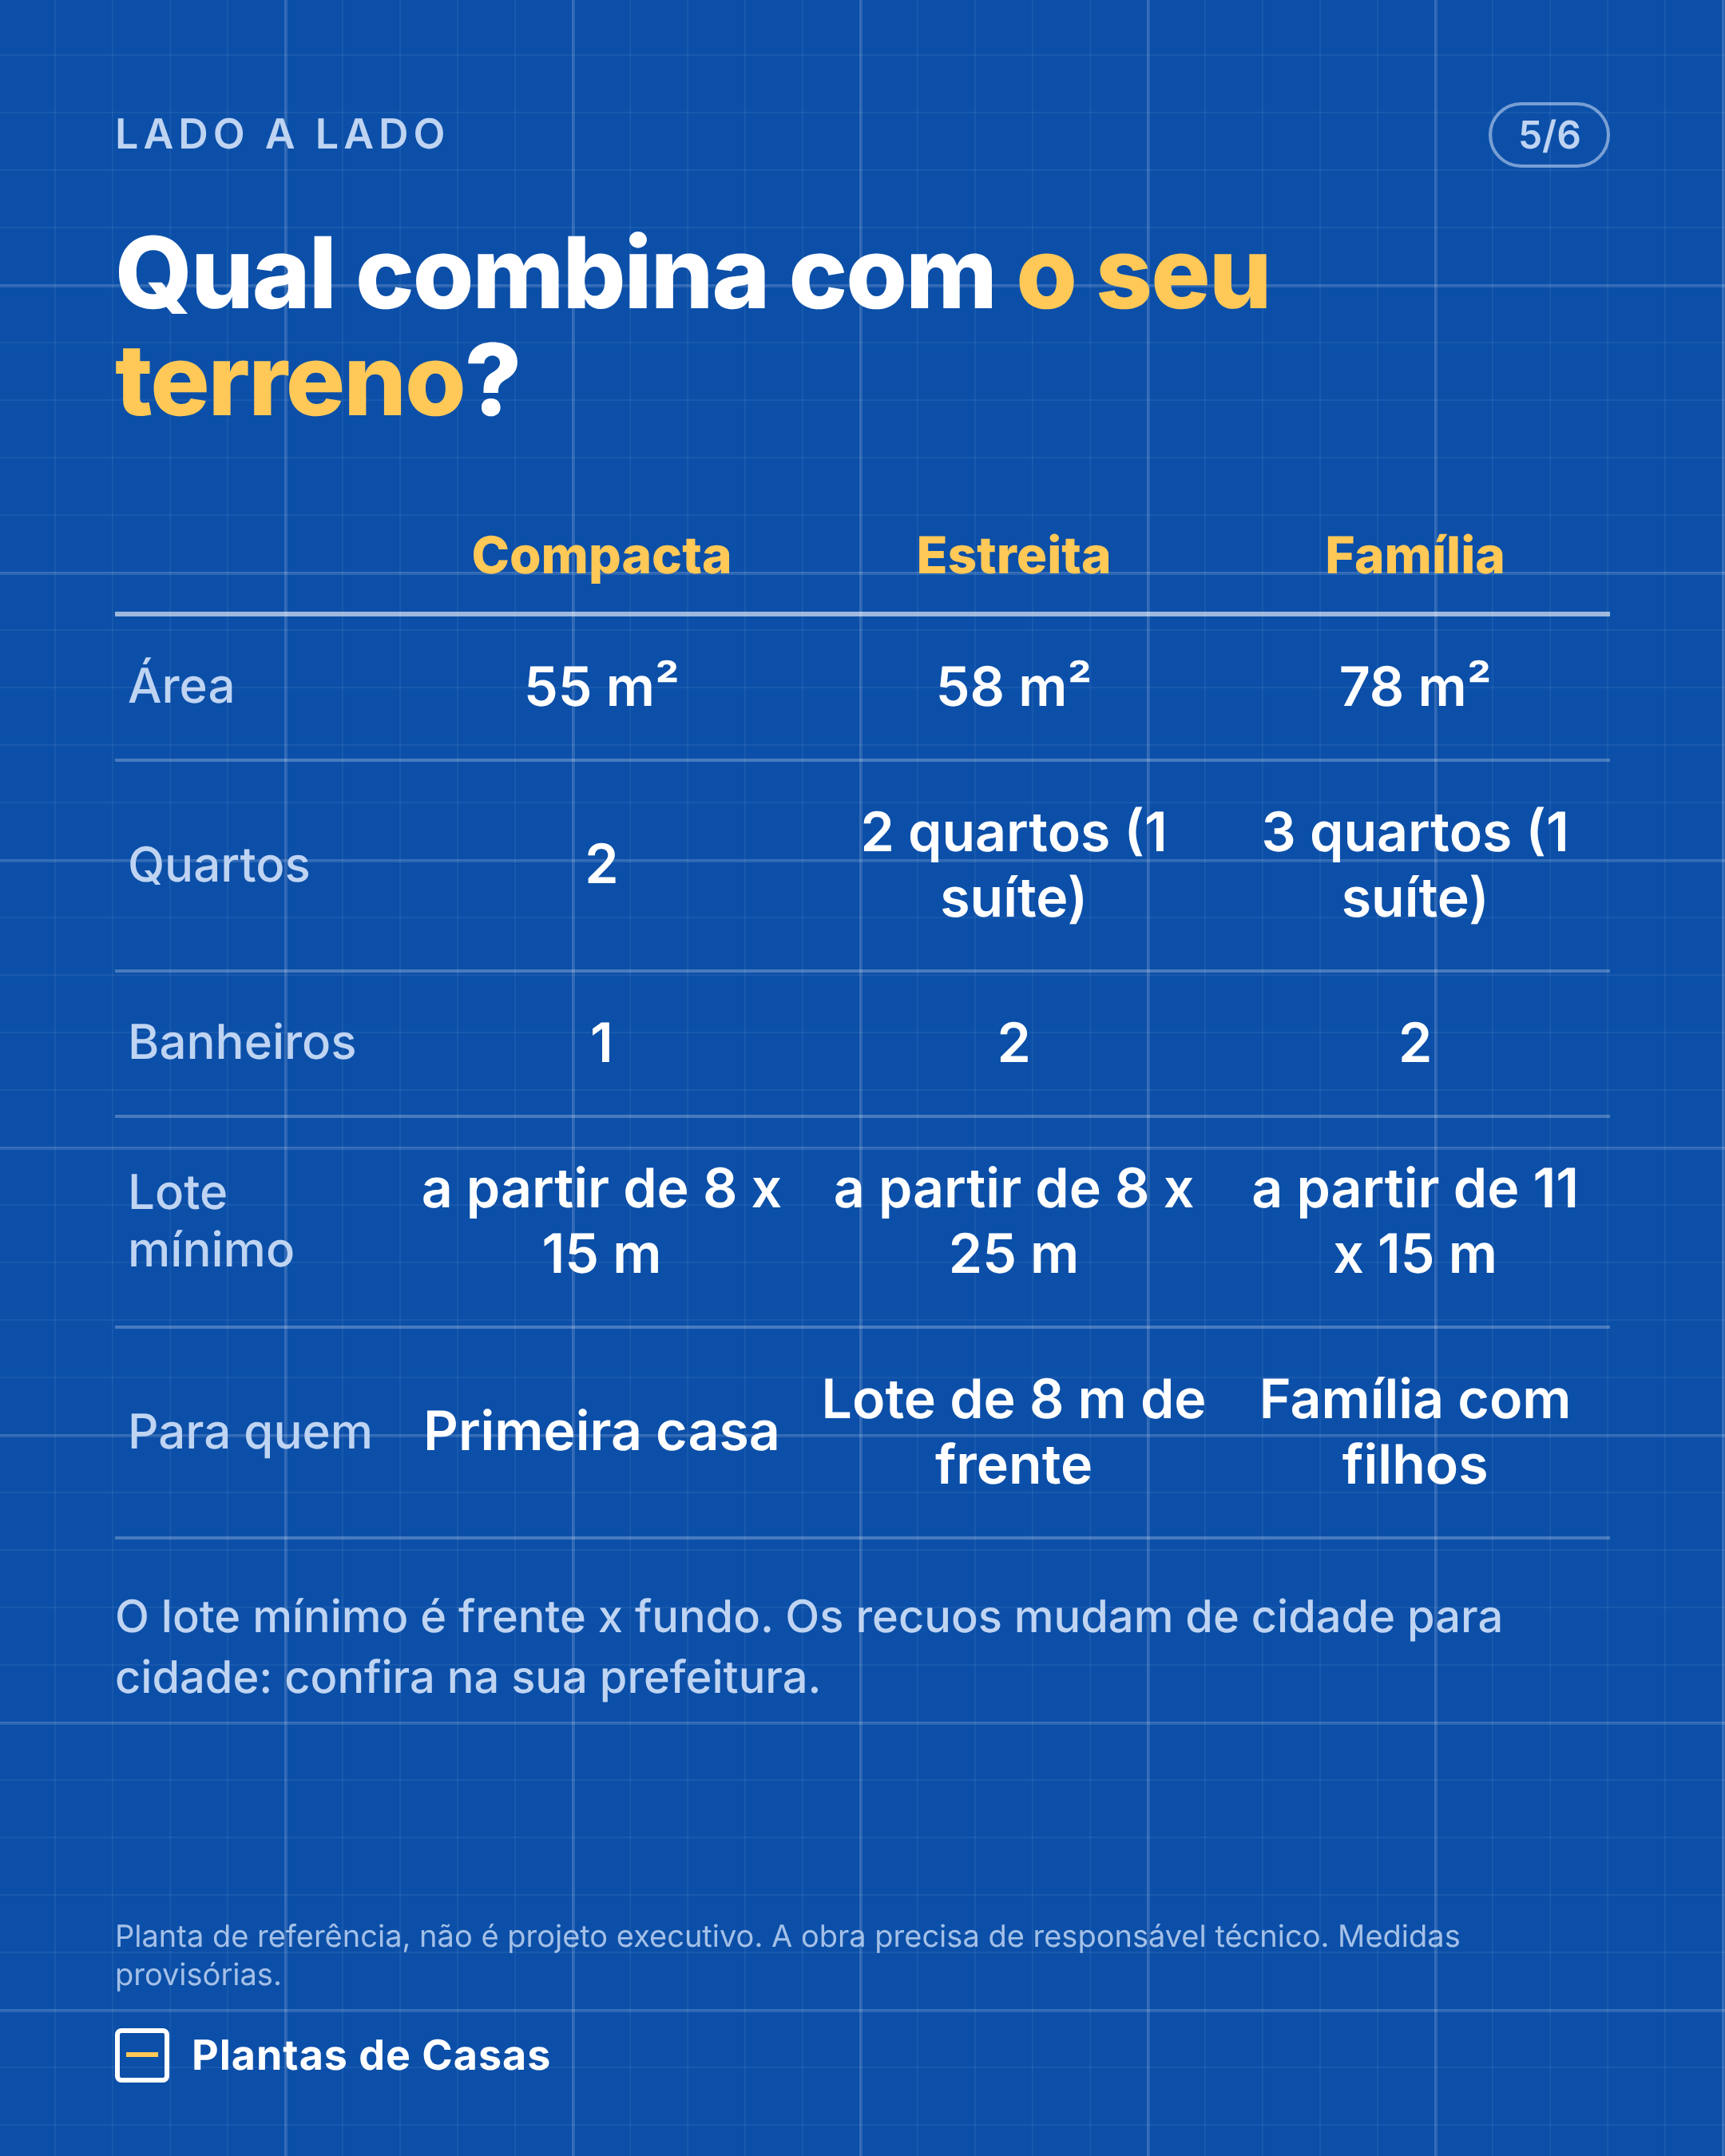 LADO A LADO
5/6
Qual combina com o seu
terreno?
Compacta Estreita Família
Área 55 m² 58 m² 78 m²
Quartos 2 2 quartos (1 suíte) 3 quartos (1 suíte)
Banheiros 1 2 2
Lote mínimo a partir de 8 x 15 m a partir de 8 x 25 m a partir de 11 x 15 m
Para quem Primeira casa Lote de 8 m de frente Família com filhos
O lote mínimo é frente x fundo. Os recuos mudam de cidade para
cidade: confira na sua prefeitura.
Planta de referência, não é projeto executivo. A obra precisa de responsável técnico. Medidas
provisórias.
Plantas de Casas